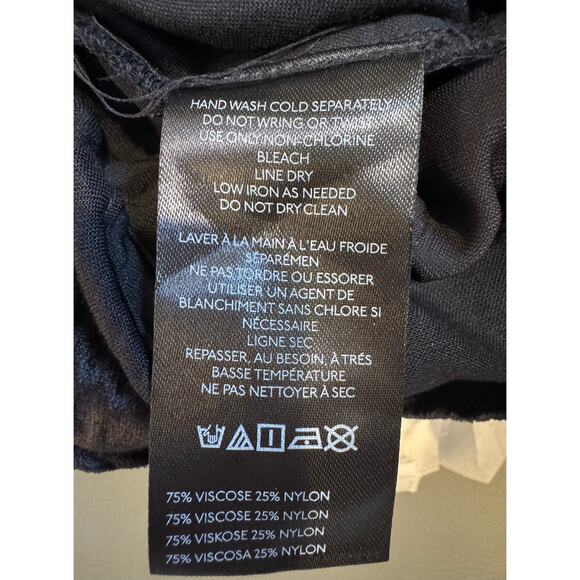 HAND WASH COLD SEPARATELY
DO NOT WRING OR TWIST
USE ONLY NON-CHLORINE
BLEACH
LINE DRY
LOW IRON AS NEEDED
DO NOT DRY CLEAN
LAVER À LA MAIN À L'EAU FROIDE
SÉPARÉMEN
NE PAS TORDRE OU ESSORER
UTILISER UN AGENT DE
BLANCHIMENT SANS CHLORE SI
NÉCESSAIRE
LIGNE SEC
REPASSER, AU BESOIN, À TRÉS
BASSE TEMPÉRATURE
NE PAS NETTOYER À SEC
75% VISCOSE 25% NYLON
75% VISCOSE 25% NYLON
75% VISKOSE 25% NYLON
75% VISCOSA 25% NYLON